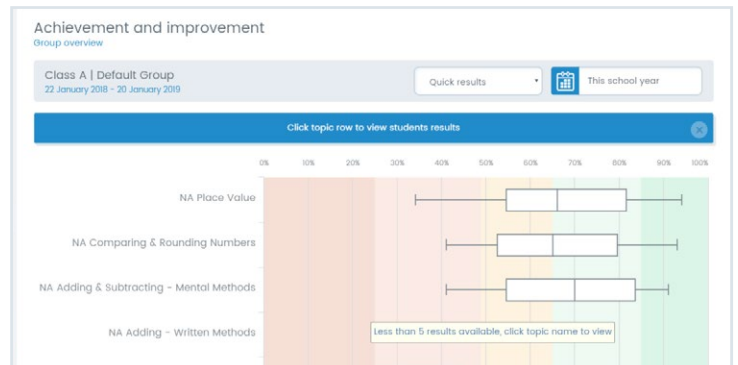 Achievement and improvement
Group overview
Class A | Default Group
22 January 2018 - 20 January 2019
Quick results
This school year
Click topic row to view students results
0% 10% 20% 30% 40% 50% 60% 70% 80% 90% 100%
NA Place Value
NA Comparing & Rounding Numbers
NA Adding & Subtracting - Mental Methods
NA Adding - Written Methods
Less than 5 results available, click topic name to view